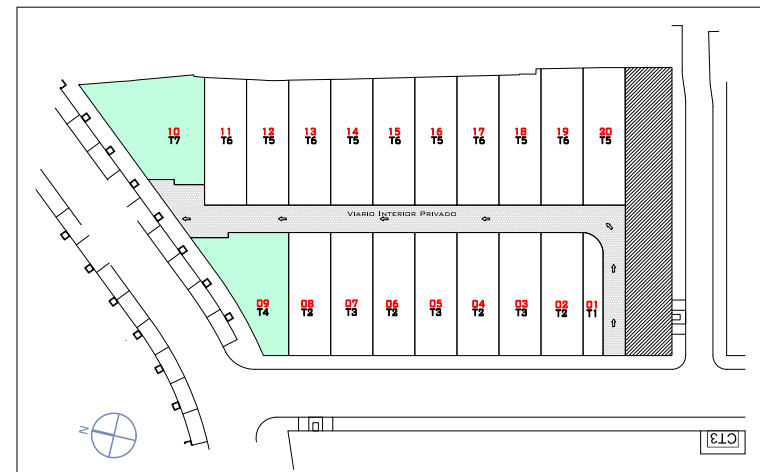 10 11 12 13 14 15 16 17 18 19 20
T7 T6 T5 T6 T5 T6 T5 T6 T5 T6 T5
Viario Interior Privado
09 08 07 06 05 04 03 02 01
T4 T2 T3 T2 T3 T2 T3 T2 T1
N
CT3